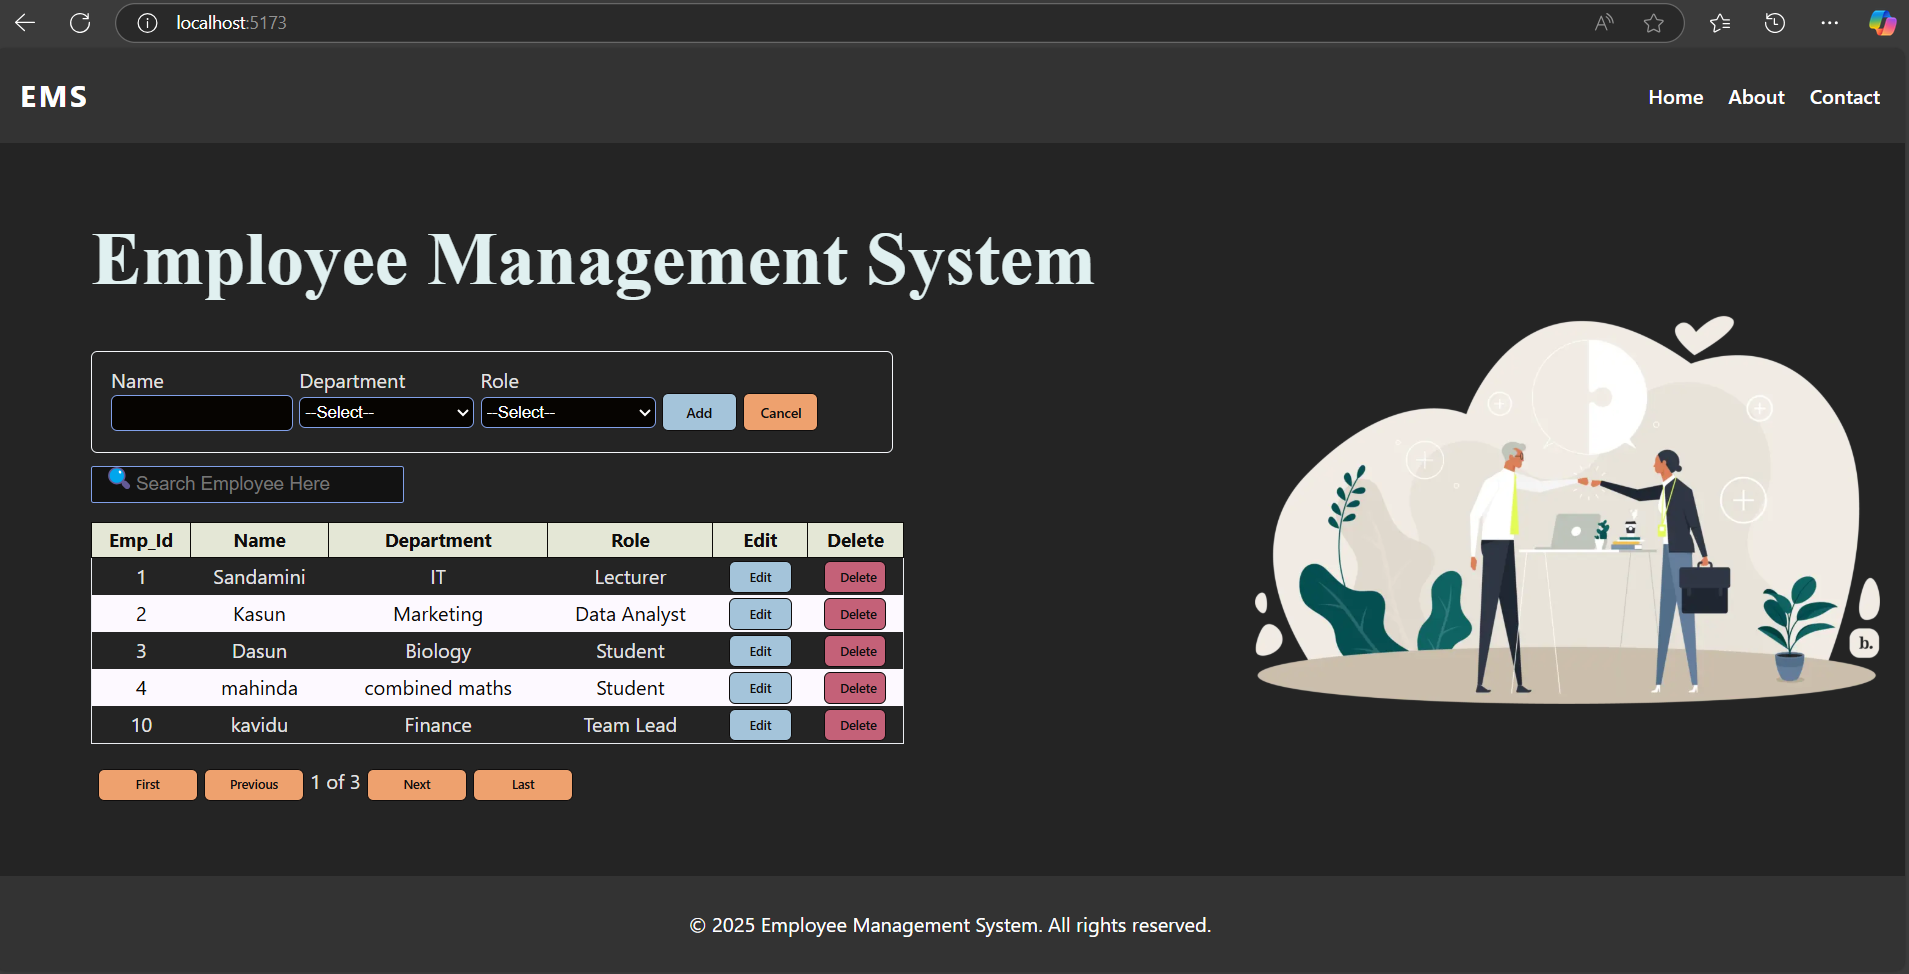 localhost:5173
EMS
Home About Contact
Employee Management System
Name Department Role
--Select-- --Select-- Add Cancel
Search Employee Here
Emp_Id Name Department Role Edit Delete
1 Sandamini IT Lecturer Edit Delete
2 Kasun Marketing Data Analyst Edit Delete
3 Dasun Biology Student Edit Delete
4 mahinda combined maths Student Edit Delete
10 kavidu Finance Team Lead Edit Delete
b.
First Previous 1 of 3 Next Last
© 2025 Employee Management System. All rights reserved.